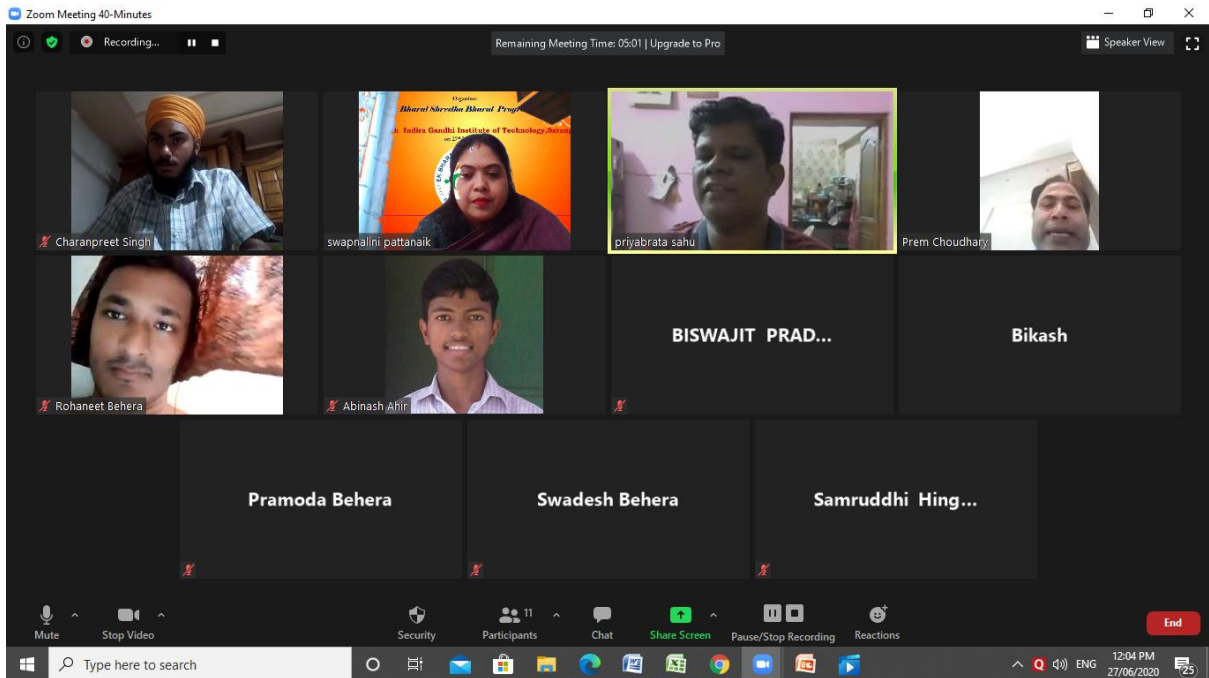 Zoom Meeting 40-Minutes
Recording...
Remaining Meeting Time: 05:01 | Upgrade to Pro
Speaker View
Organise
Bharat Shrestha Bharat Progr
Indira Gandhi Institute of Technology, Sarang
Charanpreet Singh
swapnalini pattanaik
priyabrata sahu
Prem Choudhary
Rohaneet Behera
Abinash Ahir
BISWAJIT PRAD...
Bikash
Pramoda Behera
Swadesh Behera
Samruddhi Hing...
Mute
Stop Video
Security
Participants
11
Chat
Share Screen
Pause/Stop Recording
Reactions
End
Type here to search
ENG
12:04 PM
27/06/2020
25